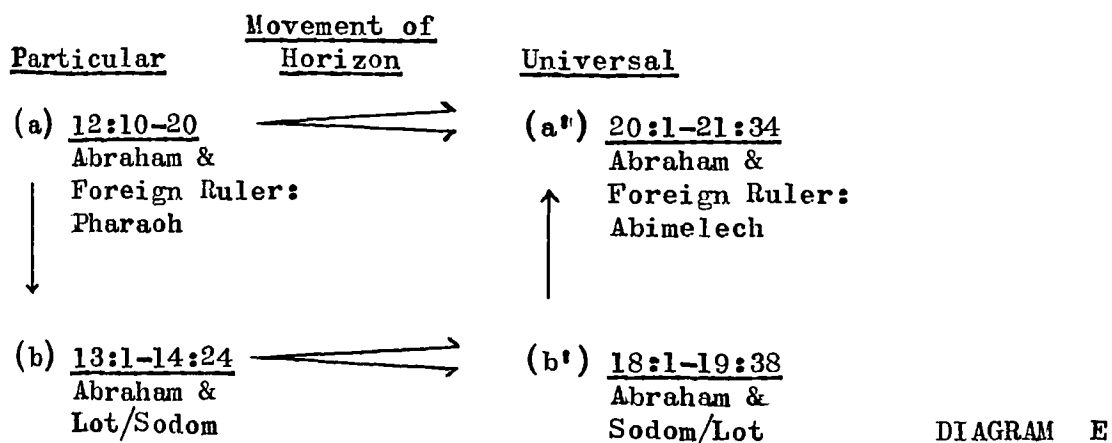 Movement of
Particular Horizon Universal
(a) 12:10-20 (a') 20:1-21:34
Abraham & Abraham &
Foreign Ruler: Foreign Ruler:
Pharaoh Abimelech
(b) 13:1-14:24 (b') 18:1-19:38
Abraham & Abraham &
Lot/Sodom Sodom/Lot DIAGRAM E